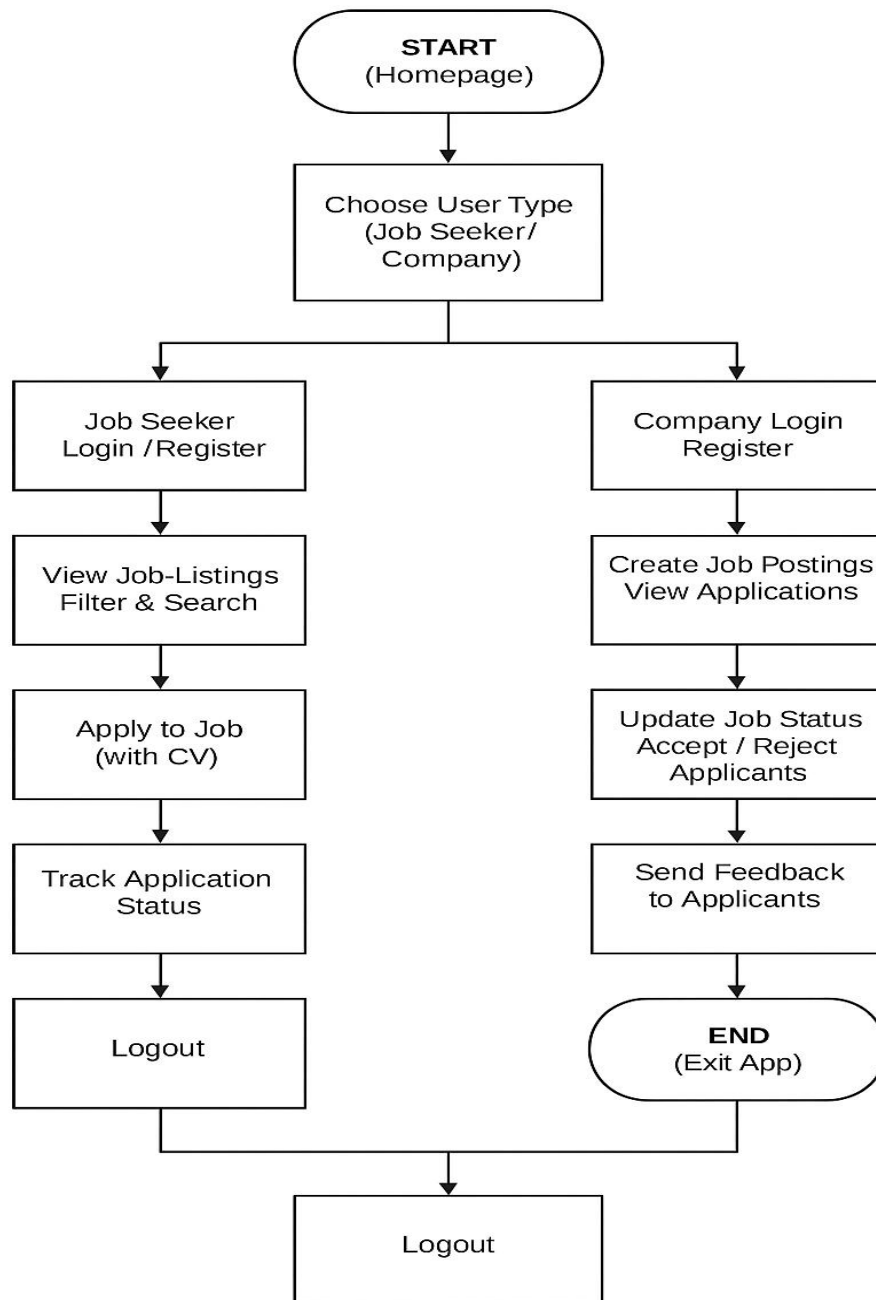 START
(Homepage)
Choose User Type
(Job Seeker/
Company)
Job Seeker
Login /Register
View Job-Listings
Filter & Search
Apply to Job
(with CV)
Track Application
Status
Logout
Company Login
Register
Create Job Postings
View Applications
Update Job Status
Accept / Reject
Applicants
Send Feedback
to Applicants
END
(Exit App)
Logout